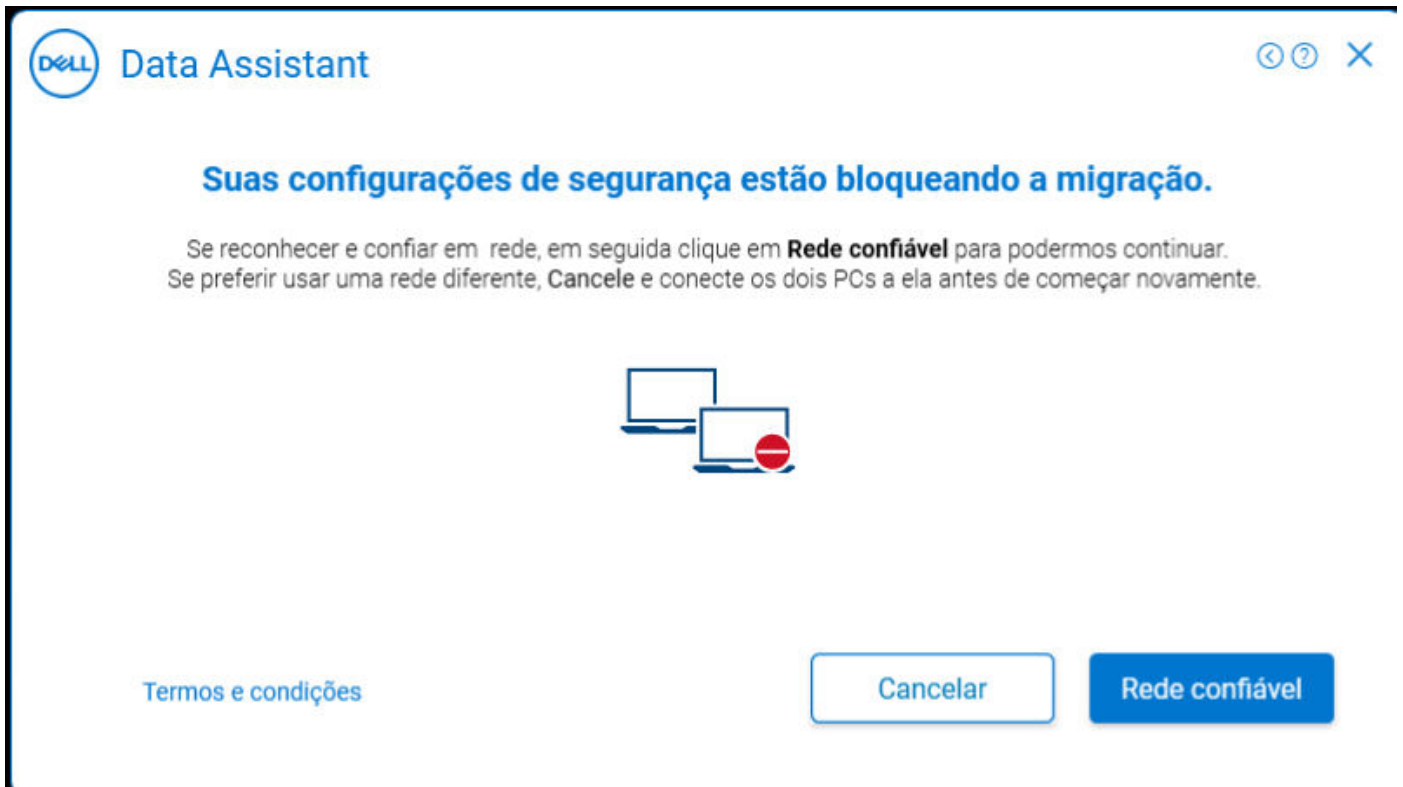 DELL
Data Assistant
Suas configurações de segurança estão bloqueando a migração.
Se reconhecer e confiar em  rede, em seguida clique em Rede confiável para podermos continuar.
Se preferir usar uma rede diferente, Cancele e conecte os dois PCs a ela antes de começar novamente.
Termos e condições
Cancelar
Rede confiável